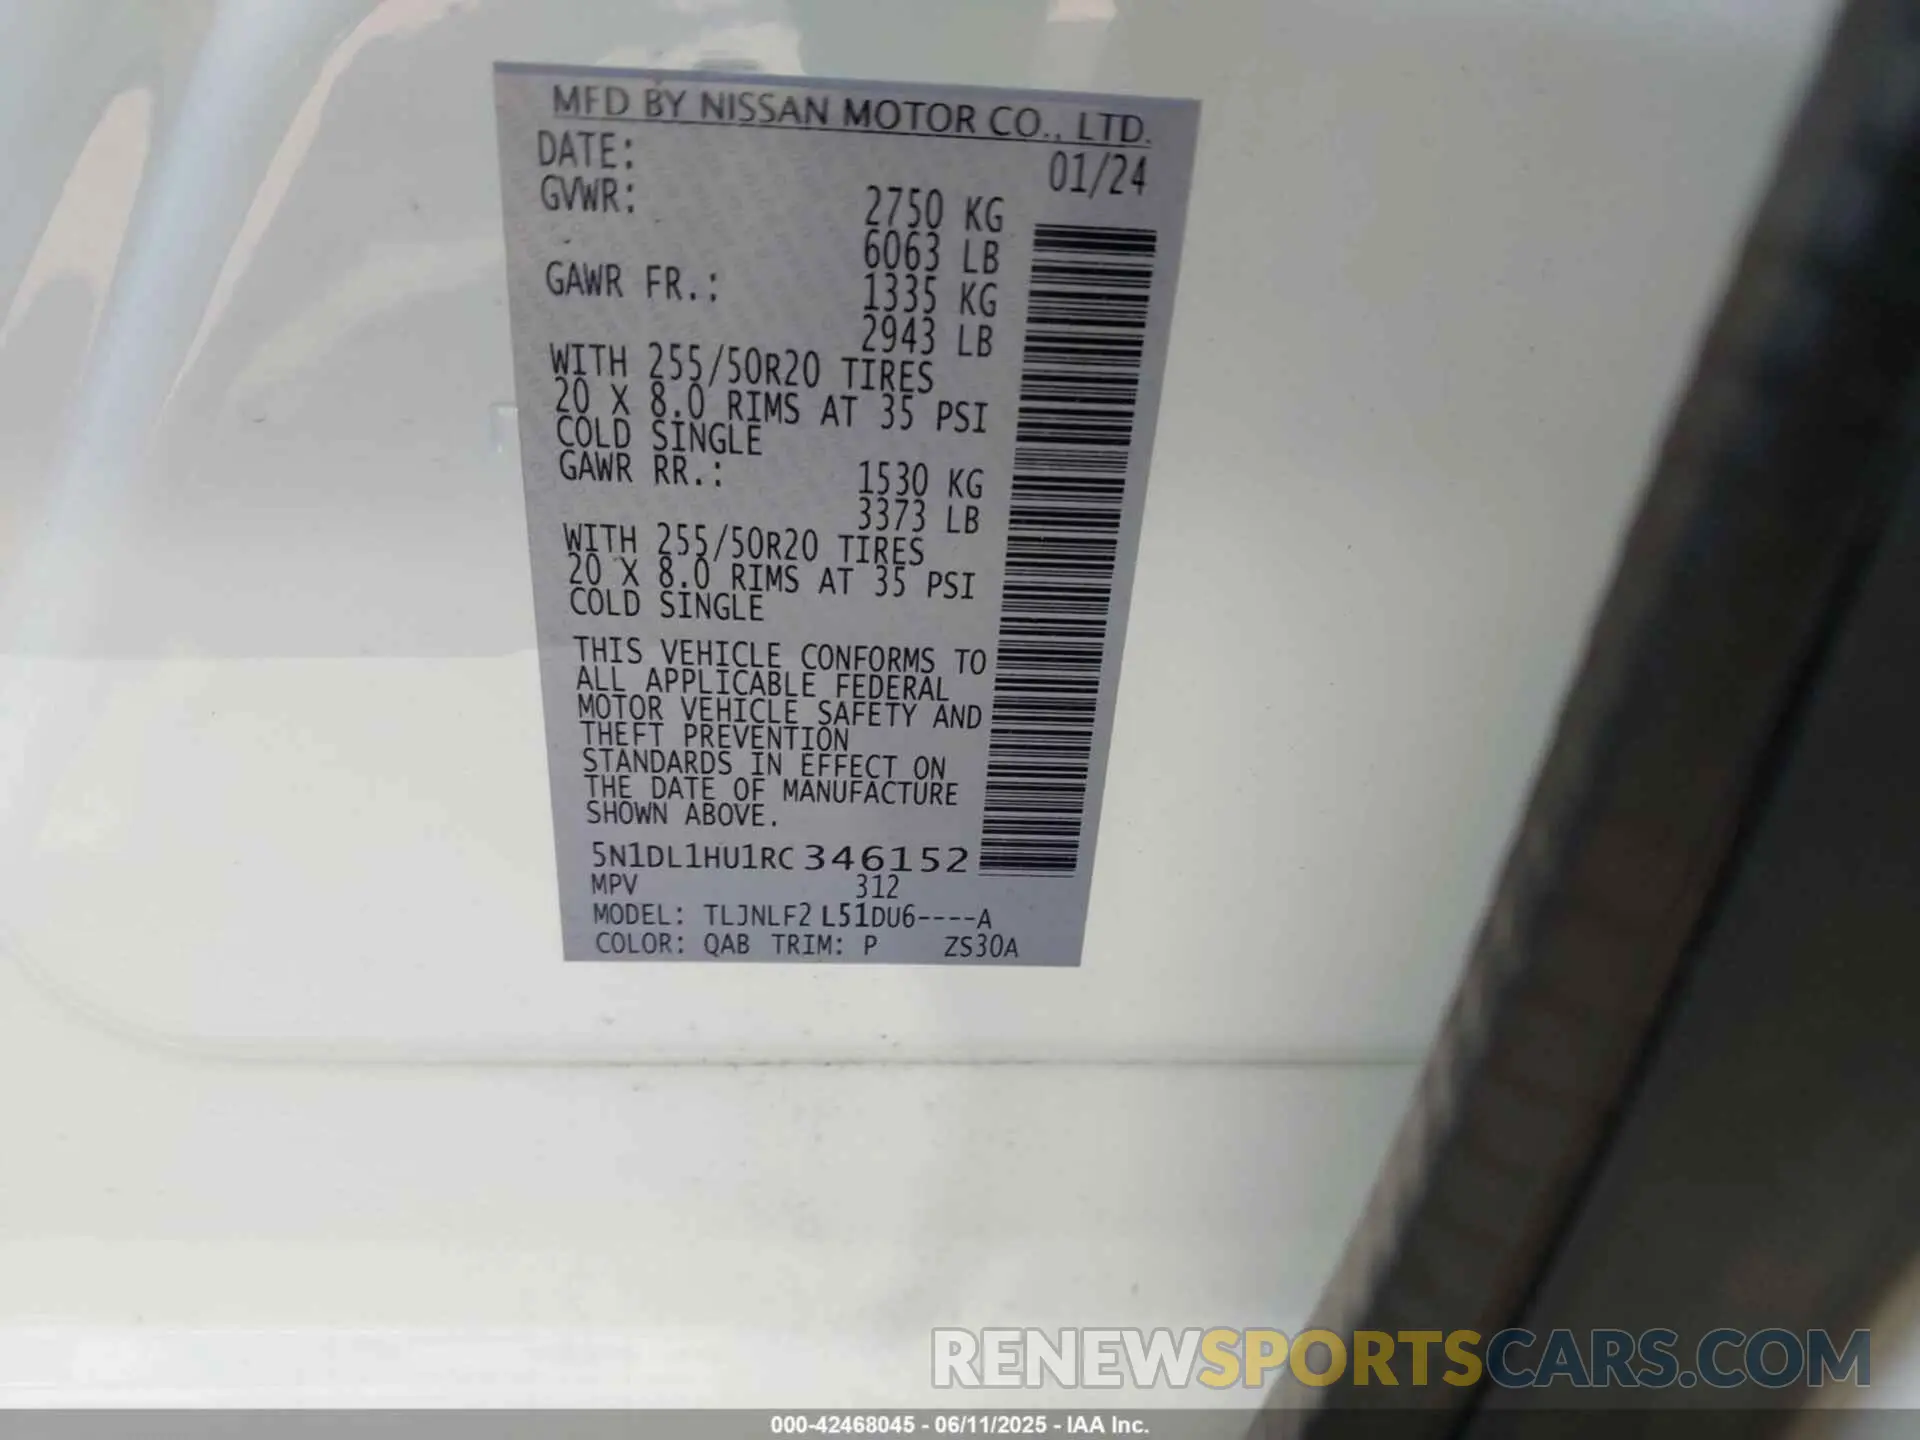 MFD BY NISSAN MOTOR CO., LTD.
DATE: 01/24
GVWR: 2750 KG
6063 LB
GAWR FR.: 1335 KG
2943 LB
WITH 255/50R20 TIRES
20 X 8.0 RIMS AT 35 PSI
COLD SINGLE
GAWR RR.: 1530 KG
3373 LB
WITH 255/50R20 TIRES
20 X 8.0 RIMS AT 35 PSI
COLD SINGLE
THIS VEHICLE CONFORMS TO
ALL APPLICABLE FEDERAL
MOTOR VEHICLE SAFETY AND
THEFT PREVENTION
STANDARDS IN EFFECT ON
THE DATE OF MANUFACTURE
SHOWN ABOVE.
5N1DL1HU1RC 346152
MPV 312
MODEL: TLJNLF2 L51DU6----A
COLOR: QAB TRIM: P ZS30A
RENEWSPORTSCARS.COM
000-42468045 - 06/11/2025 - IAA Inc.